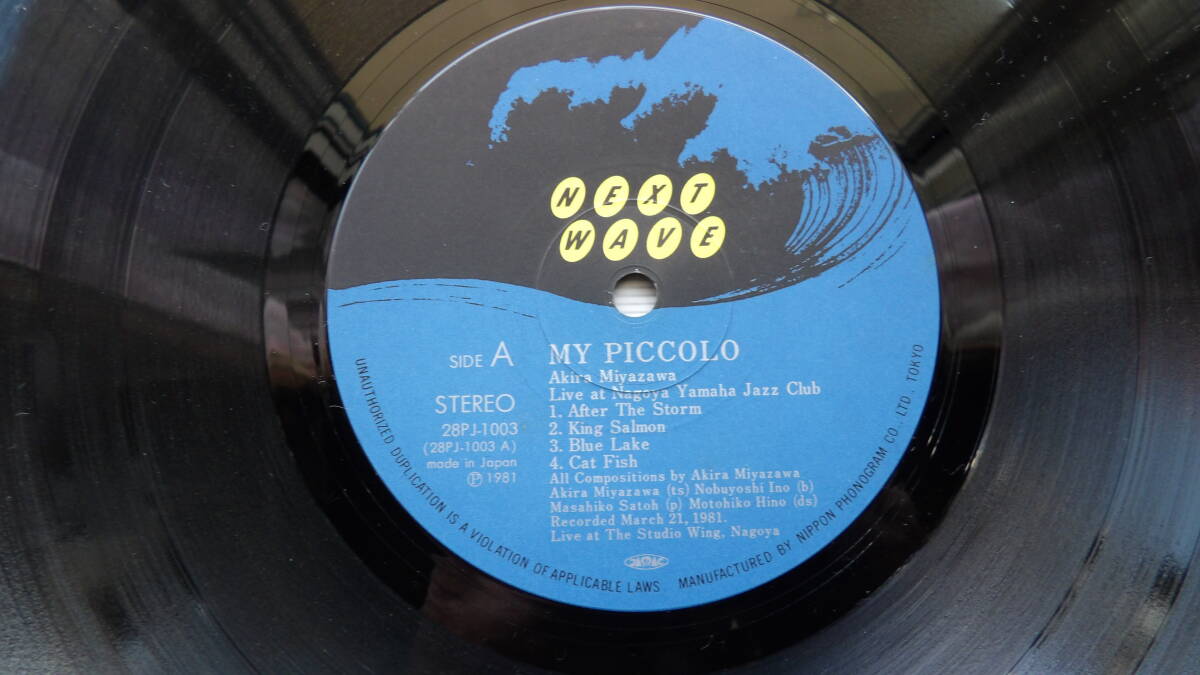 NEXT
WAVE
SIDE A
STEREO
28PJ-1003
(28PJ-1003 A)
made in Japan
Ⓟ 1981
MY PICCOLO
Akira Miyazawa
Live at Nagoya Yamaha Jazz Club
1. After The Storm
2. King Salmon
3. Blue Lake
4. Cat Fish
All Compositions by Akira Miyazawa
Akira Miyazawa (ts) Nobuyoshi Ino (b)
Masahiko Satoh (p) Motohiko Hino (ds)
Recorded March 21, 1981.
Live at The Studio Wing, Nagoya
JASRAC
UNAUTHORIZED DUPLICATION IS A VIOLATION OF APPLICABLE LAWS MANUFACTURED BY NIPPON PHONOGRAM CO., LTD., TOKYO